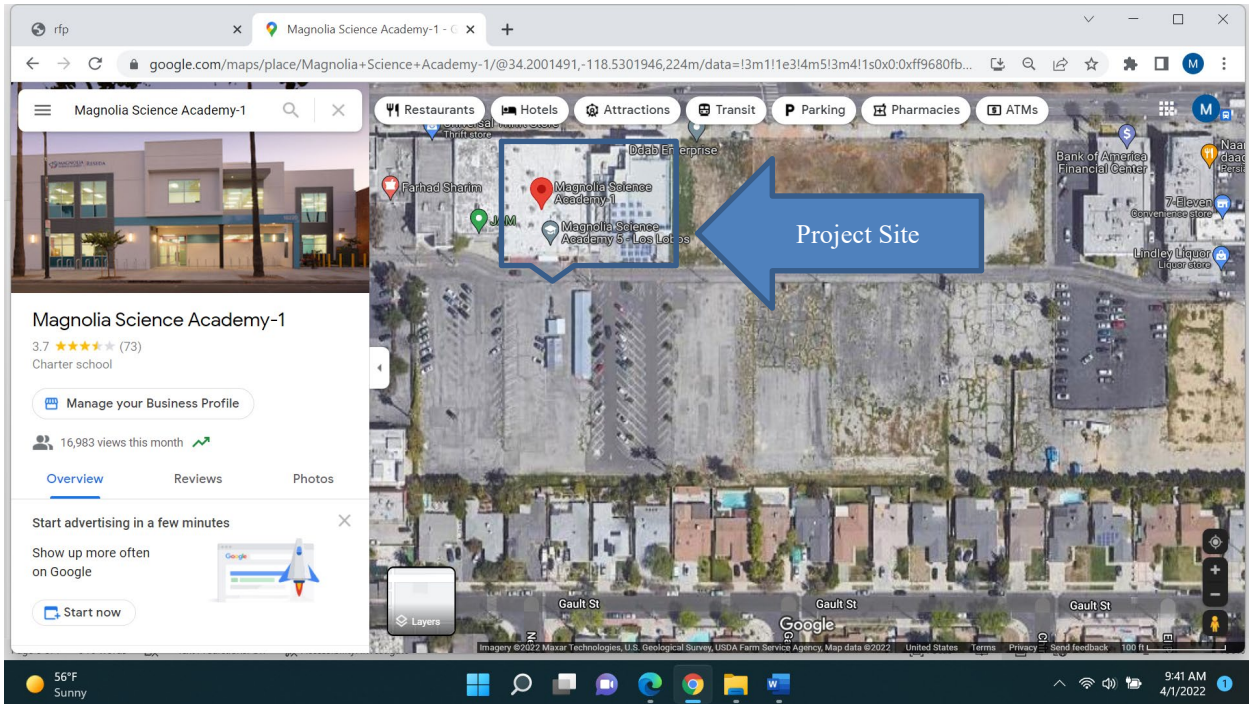 rfp
Magnolia Science Academy-1 - G
google.com/maps/place/Magnolia+Science+Academy-1/@34.2001491,-118.5301946,224m/data=!3m1!1e3!4m5!3m4!1s0x0:0xff9680fb...
M
Magnolia Science Academy-1
Restaurants
Hotels
Attractions
Transit
P Parking
Pharmacies
ATMs
M
Thrift store
Ddab Enterprise
Bank of America
Financial Center
Farhad Sharim
Magnolia Science
Academy-1
7-Eleven
Convenience store
Magnolia Science
Academy 5 - Los Lobos
Project Site
Lindley Liquor
Liquor store
Magnolia Science Academy-1
3.7 (73)
Charter school
Manage your Business Profile
16,983 views this month
Overview
Reviews
Photos
Start advertising in a few minutes
Show up more often
on Google
Google
Start now
Layers
Gault St
Gault St
Gault St
Google
Imagery ©2022 Maxar Technologies, U.S. Geological Survey, USDA Farm Service Agency, Map data ©2022
United States
Terms
Privacy
Send feedback
100 ft
56°F
Sunny
W
9:41 AM
4/1/2022
1